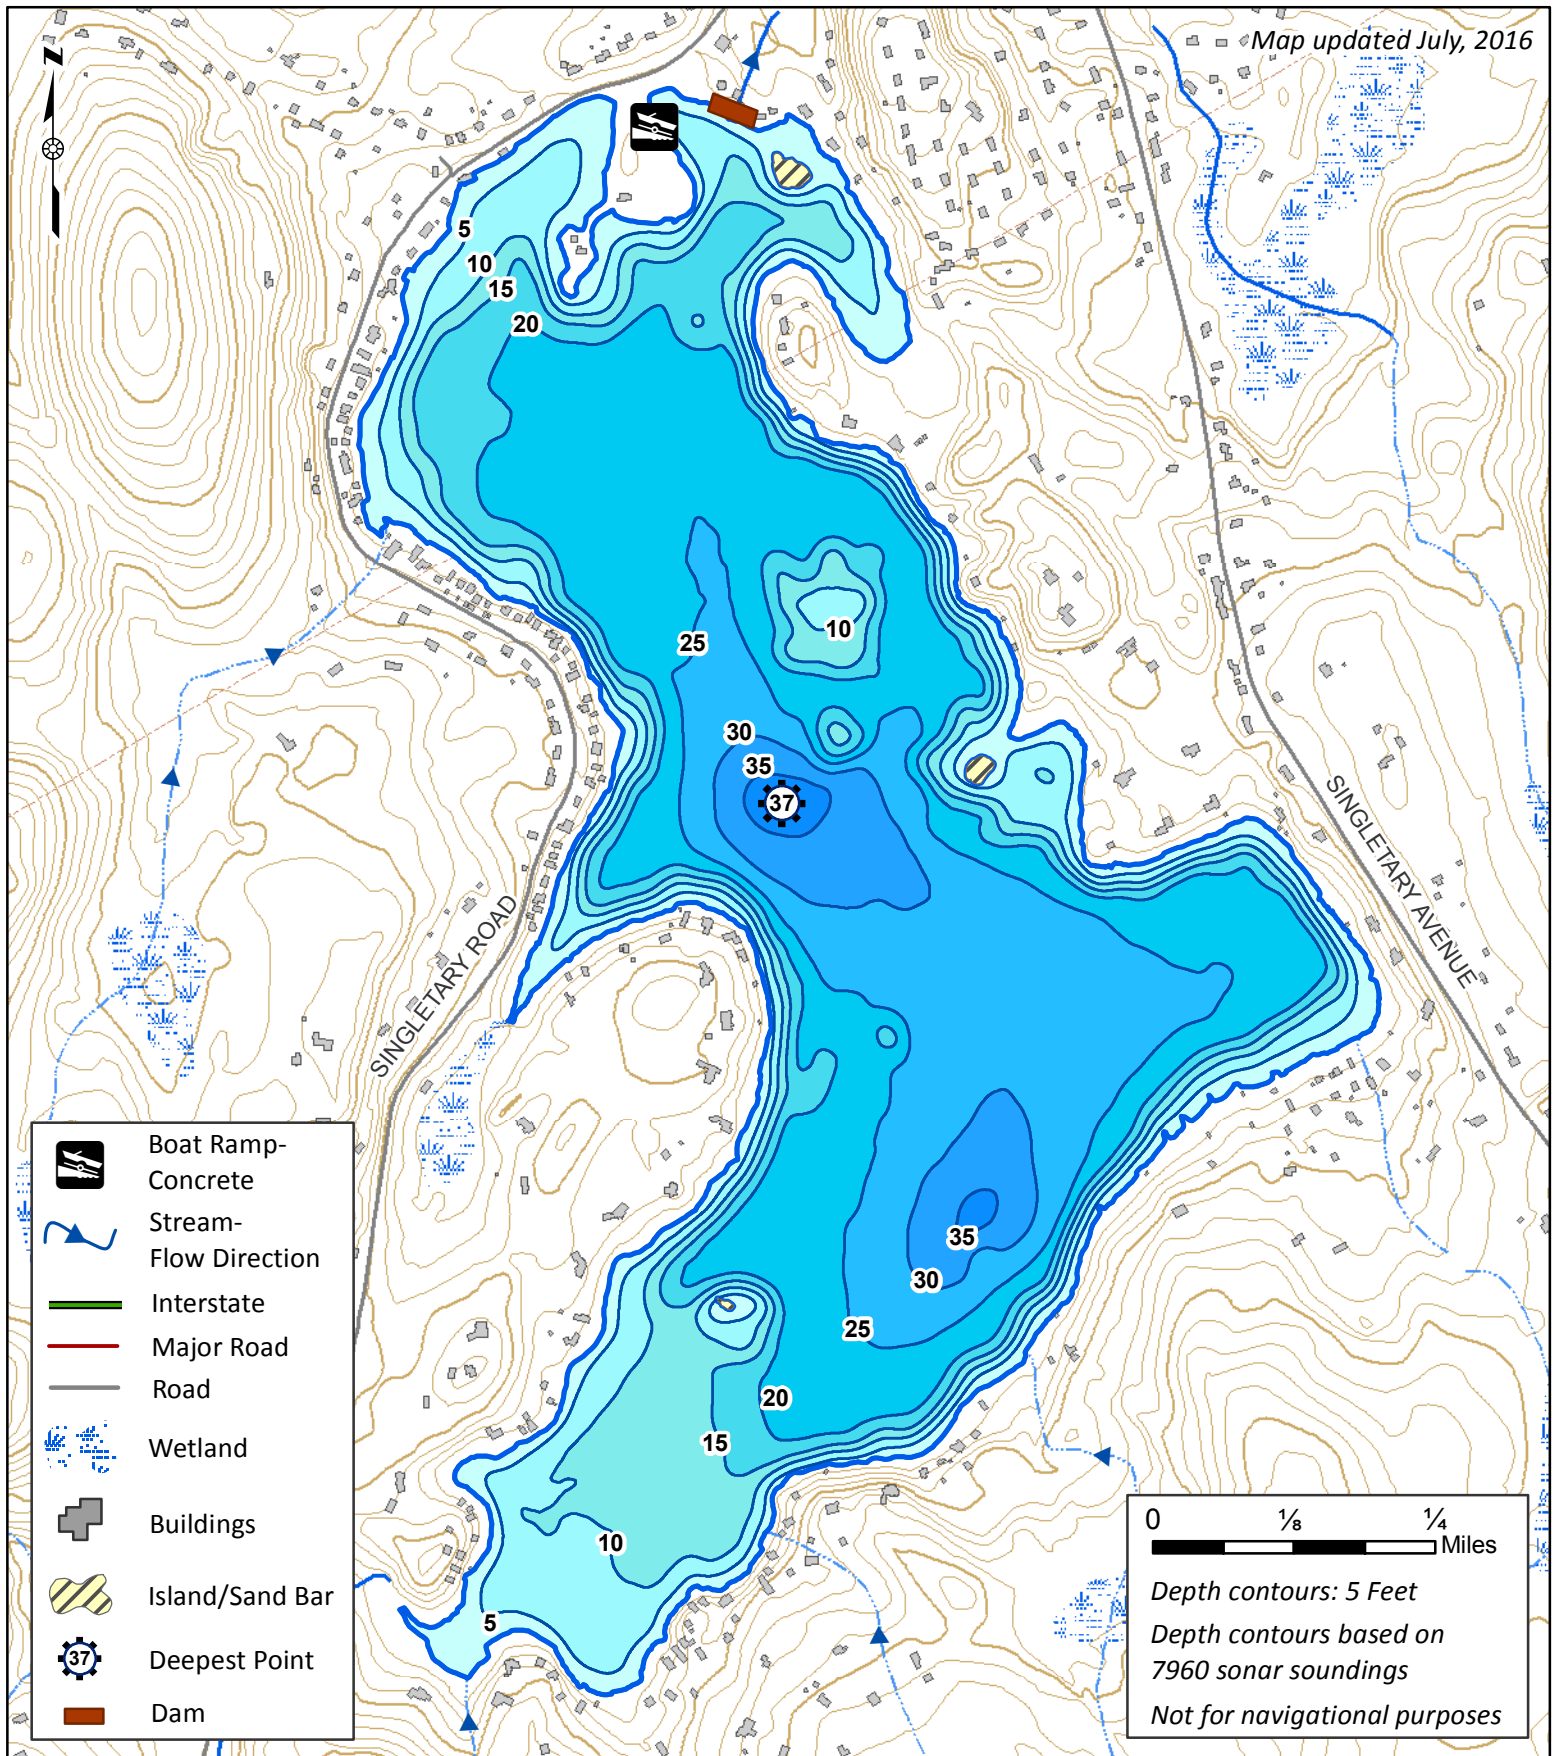 Map updated July, 2016
N
5
10
15
20
25
10
30
35
37
SINGLETARY ROAD
SINGLETARY AVENUE
35
30
25
20
15
10
5
Boat Ramp-
Concrete
Stream-
Flow Direction
Interstate
Major Road
Road
Wetland
Buildings
Island/Sand Bar
37
Deepest Point
Dam
0 ⅛ ¼
Miles
Depth contours: 5 Feet
Depth contours based on
7960 sonar soundings
Not for navigational purposes